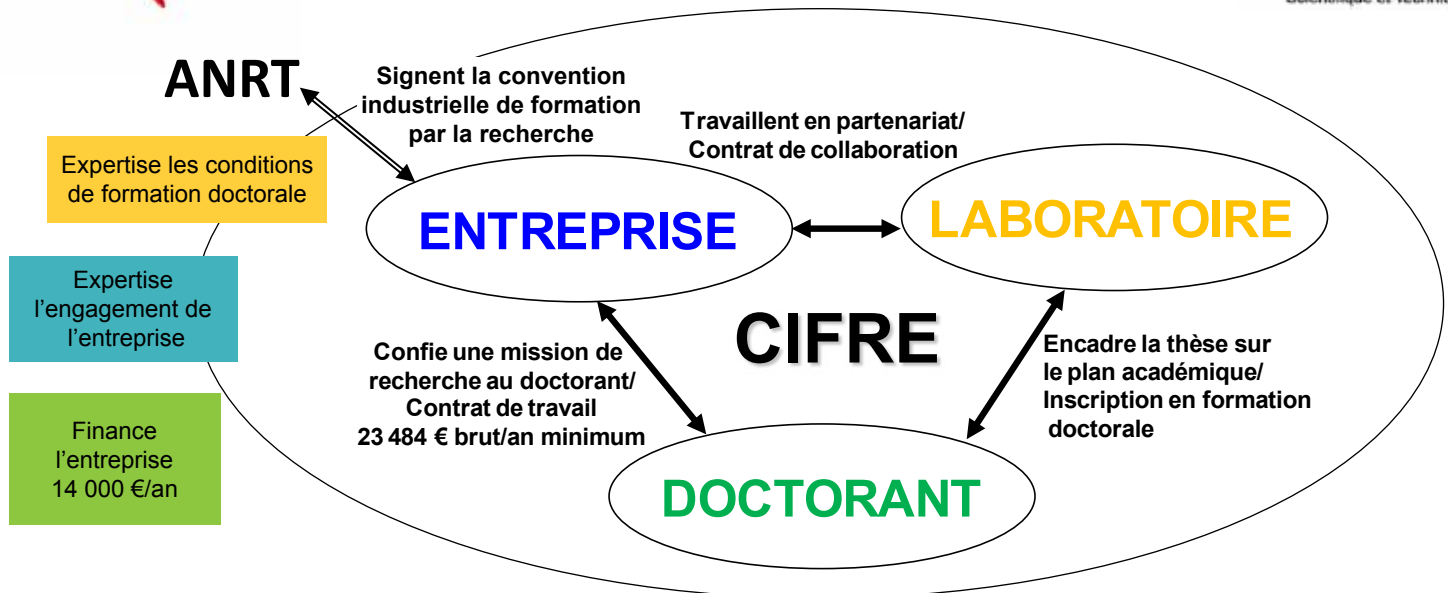 ANRT
Signent la convention
industrielle de formation
par la recherche
Travaillent en partenariat/
Contrat de collaboration
Expertise les conditions
de formation doctorale
ENTREPRISE
LABORATOIRE
Expertise
l'engagement de
l'entreprise
CIFRE
Confie une mission de
recherche au doctorant/
Contrat de travail
23 484 € brut/an minimum
Encadre la thèse sur
le plan académique/
Inscription en formation
doctorale
Finance
l'entreprise
14 000 €/an
DOCTORANT